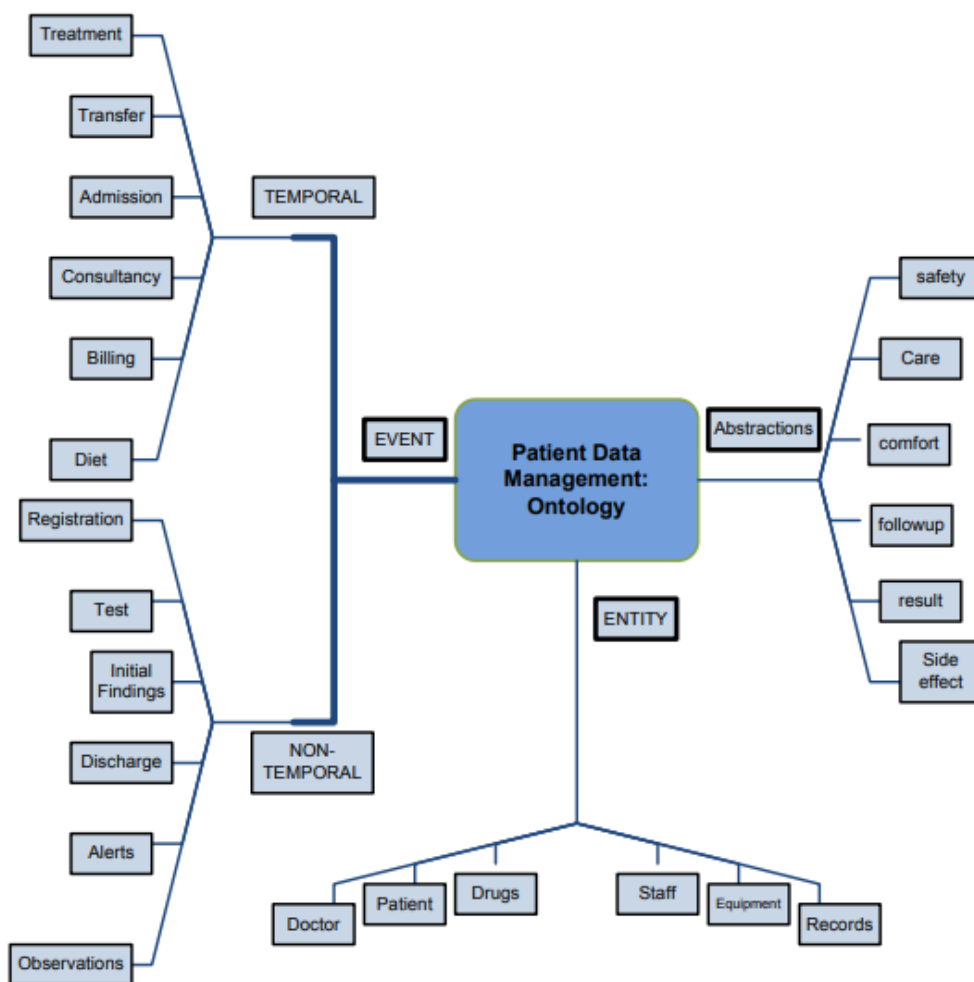 Treatment
Transfer
Admission
Consultancy
Billing
Diet
TEMPORAL
EVENT
Registration
Test
Initial
Findings
Discharge
Alerts
Observations
NON-
TEMPORAL
Patient Data
Management:
Ontology
Abstractions
safety
Care
comfort
followup
result
Side
effect
ENTITY
Doctor
Patient
Drugs
Staff
Equipment
Records